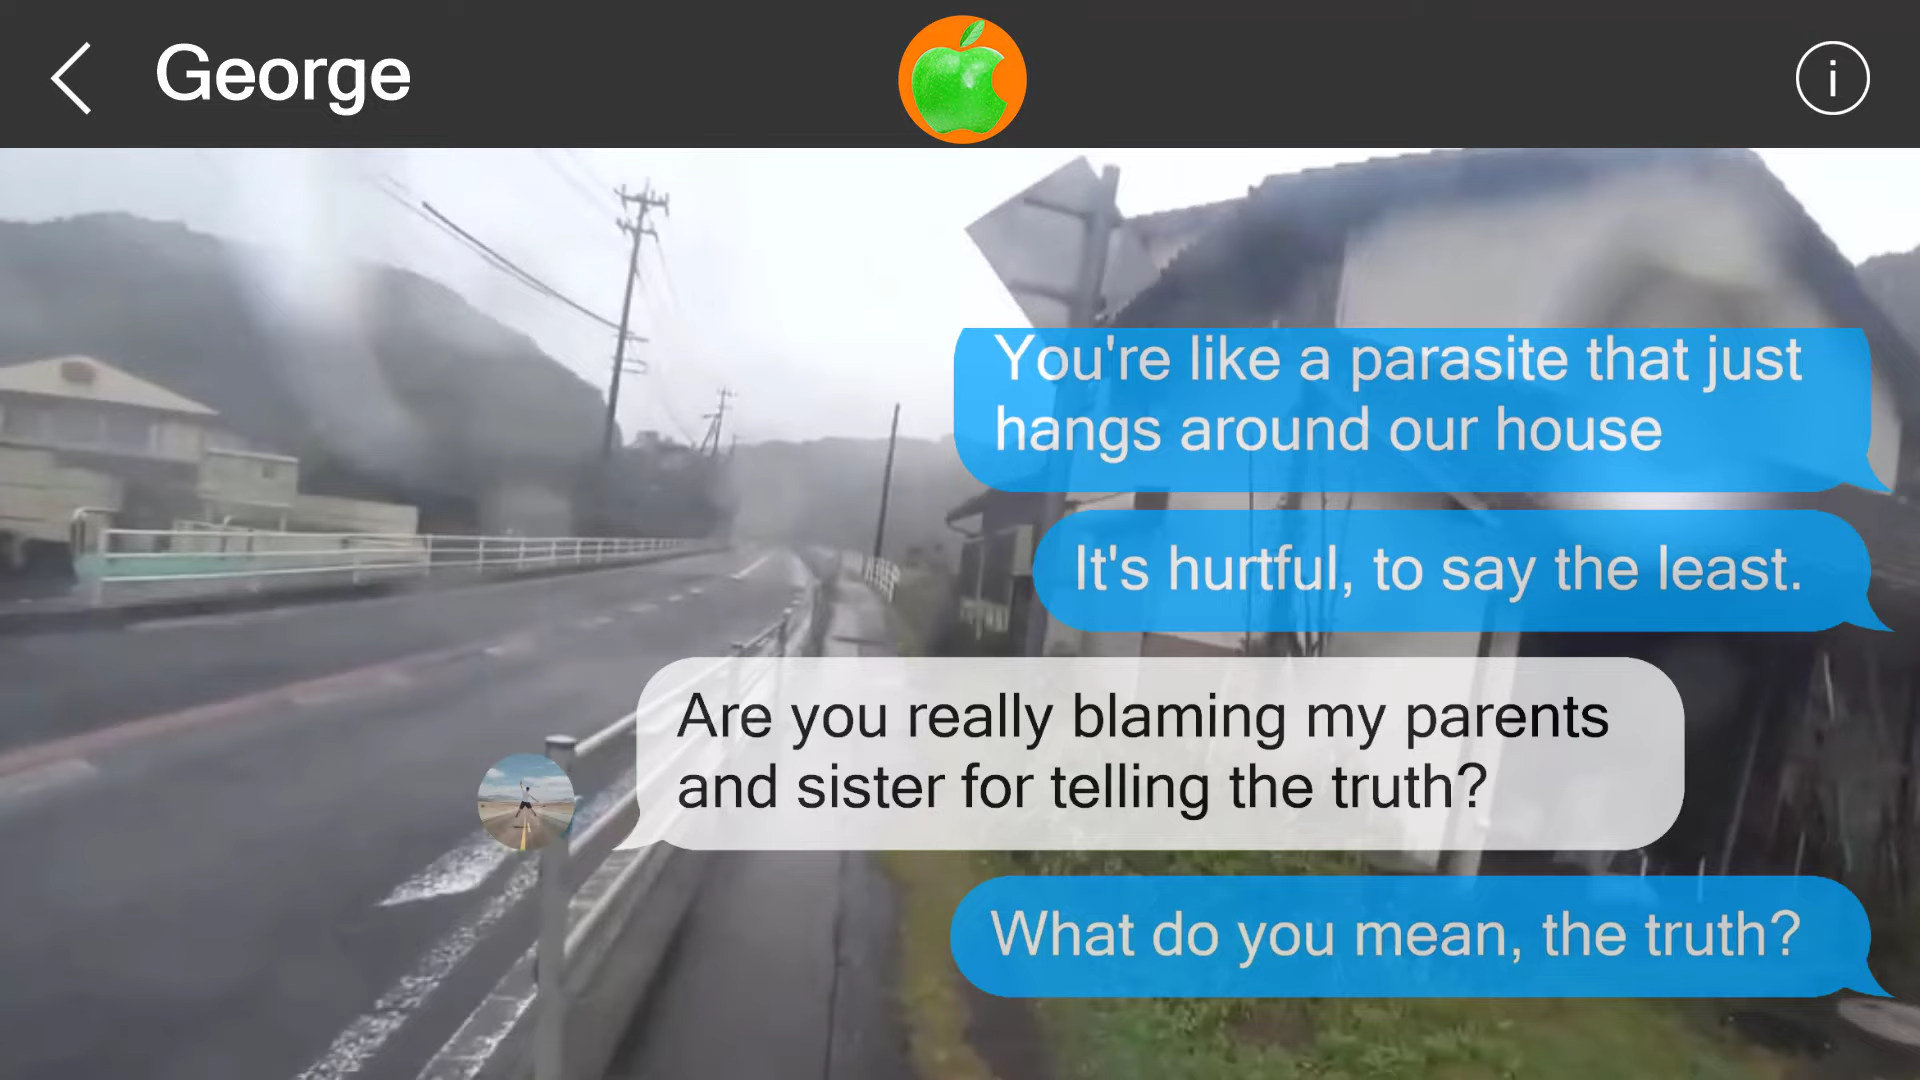 George
i
You're like a parasite that just
hangs around our house
It's hurtful, to say the least.
Are you really blaming my parents
and sister for telling the truth?
What do you mean, the truth?